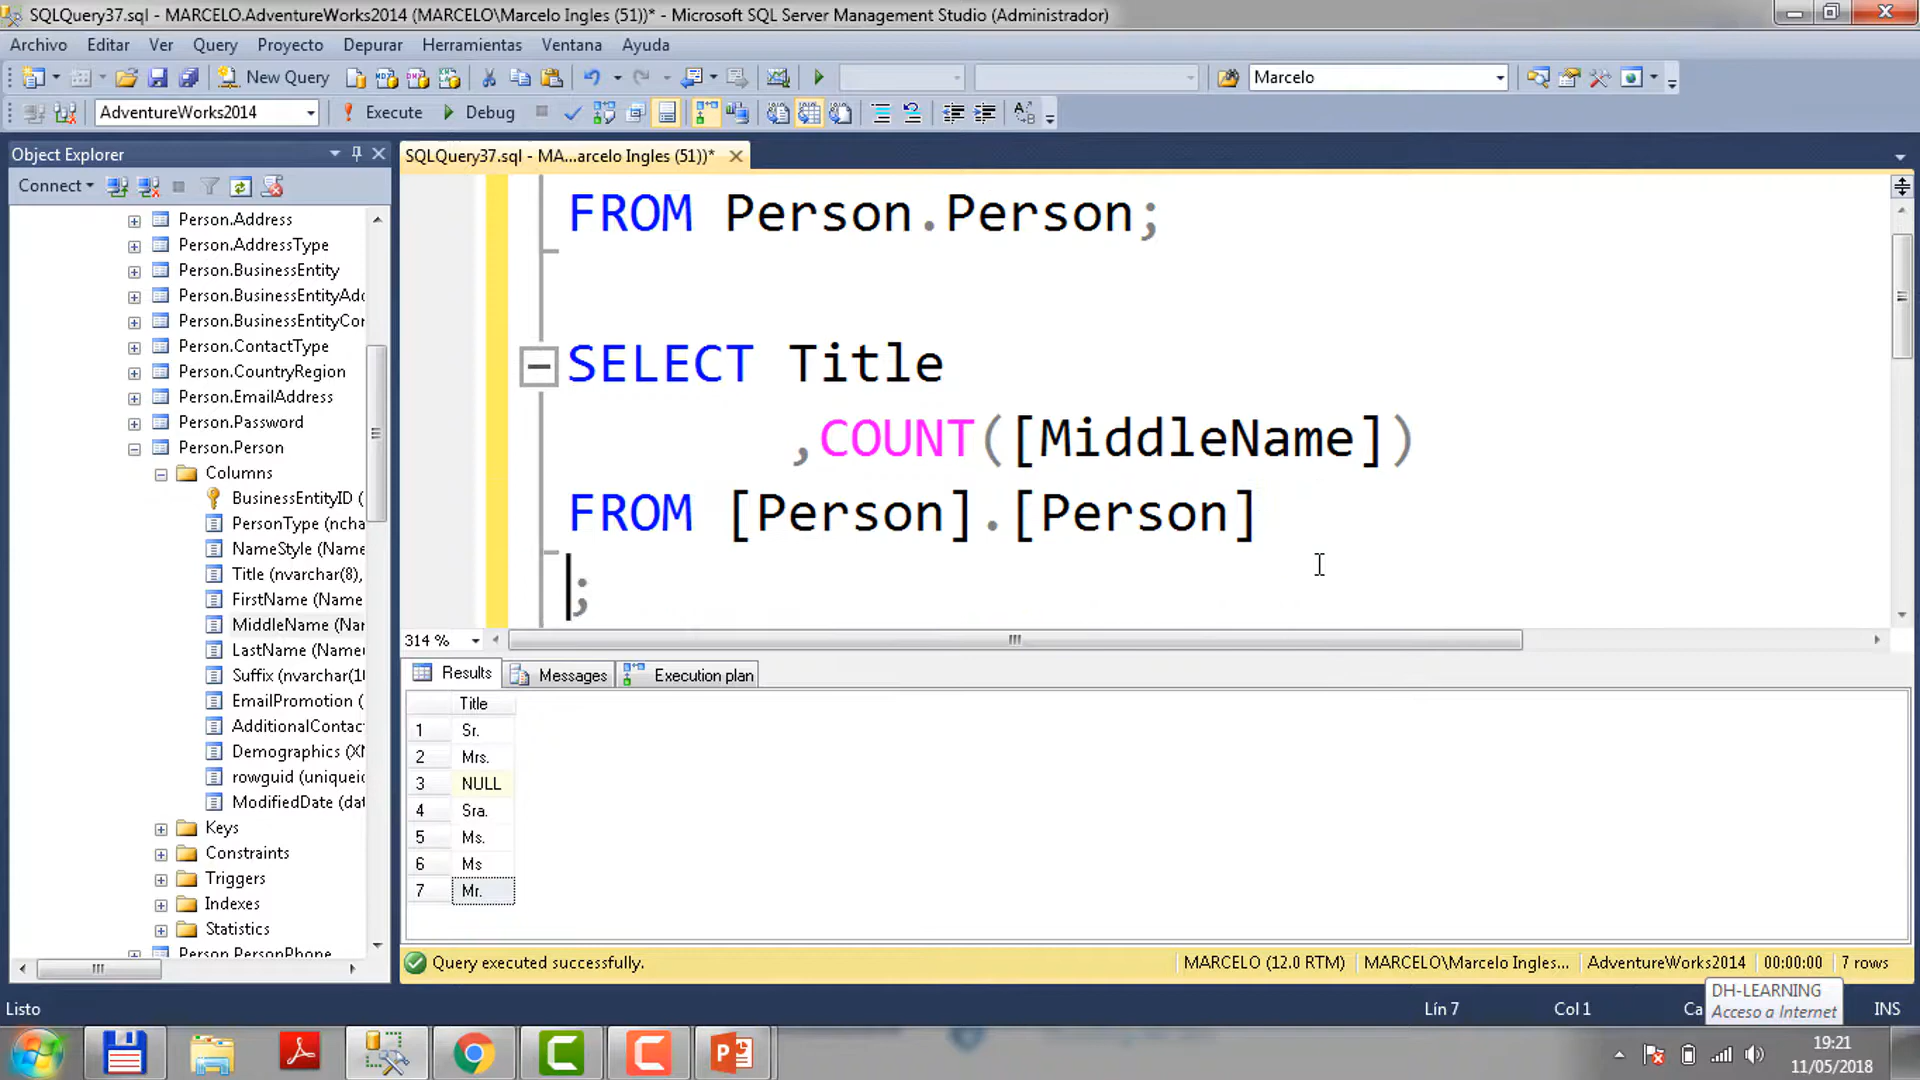 SQLQuery37.sql - MARCELO.AdventureWorks2014 (MARCELO\Marcelo Ingles (51))* - Microsoft SQL Server Management Studio (Administrador)
Archivo Editar Ver Query Proyecto Depurar Herramientas Ventana Ayuda
New Query Marcelo
AdventureWorks2014 Execute Debug
Object Explorer
SQLQuery37.sql - MA...arcelo Ingles (51))*
Connect
Person.Address
Person.AddressType
Person.BusinessEntity
Person.BusinessEntityAdd
Person.BusinessEntityCor
Person.ContactType
Person.CountryRegion
Person.EmailAddress
Person.Password
Person.Person
Columns
BusinessEntityID (
PersonType (ncha
NameStyle (Name
Title (nvarchar(8),
FirstName (Name
MiddleName (Nar
LastName (Name
Suffix (nvarchar(1
EmailPromotion (
AdditionalContac
Demographics (X
rowguid (uniqueic
ModifiedDate (dat
Keys
Constraints
Triggers
Indexes
Statistics
Person.PersonPhone
FROM Person.Person;
SELECT Title
,COUNT([MiddleName])
FROM [Person].[Person]
;
314 %
Results Messages Execution plan
Title
1 Sr.
2 Mrs.
3 NULL
4 Sra.
5 Ms.
6 Ms
7 Mr.
Query executed successfully.
MARCELO (12.0 RTM) MARCELO\Marcelo Ingles... AdventureWorks2014 00:00:00 7 rows
DH-LEARNING
Acceso a Internet
Listo Lín 7 Col 1 Ca INS
19:21
11/05/2018